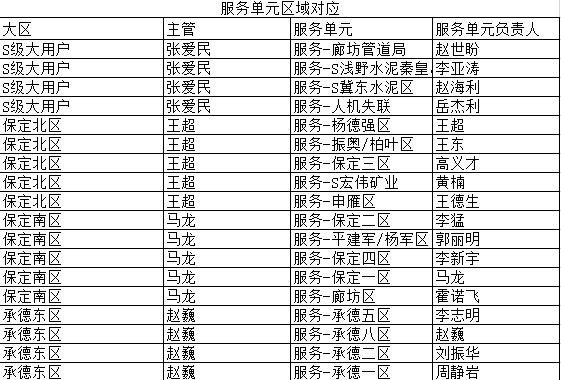 服务单元区域对应
大区 主管 服务单元 服务单元负责人
S级大用户 张爱民 服务-廊坊管道局 赵世盼
S级大用户 张爱民 服务-S浅野水泥秦皇 李亚涛
S级大用户 张爱民 服务-S冀东水泥区 赵海利
S级大用户 张爱民 服务-人机失联 岳杰利
保定北区 王超 服务-杨德强区 王超
保定北区 王超 服务-振奥/柏叶区 王东
保定北区 王超 服务-保定三区 高义才
保定北区 王超 服务-S宏伟矿业 黄楠
保定北区 王超 服务-申雁区 王德生
保定南区 马龙 服务-保定二区 李猛
保定南区 马龙 服务-平建军/杨军区 郭丽明
保定南区 马龙 服务-保定四区 李新宇
保定南区 马龙 服务-保定一区 马龙
保定南区 马龙 服务-廊坊区 霍诺飞
承德东区 赵巍 服务-承德五区 李志明
承德东区 赵巍 服务-承德八区 赵巍
承德东区 赵巍 服务-承德二区 刘振华
承德东区 赵巍 服务-承德一区 周静岩